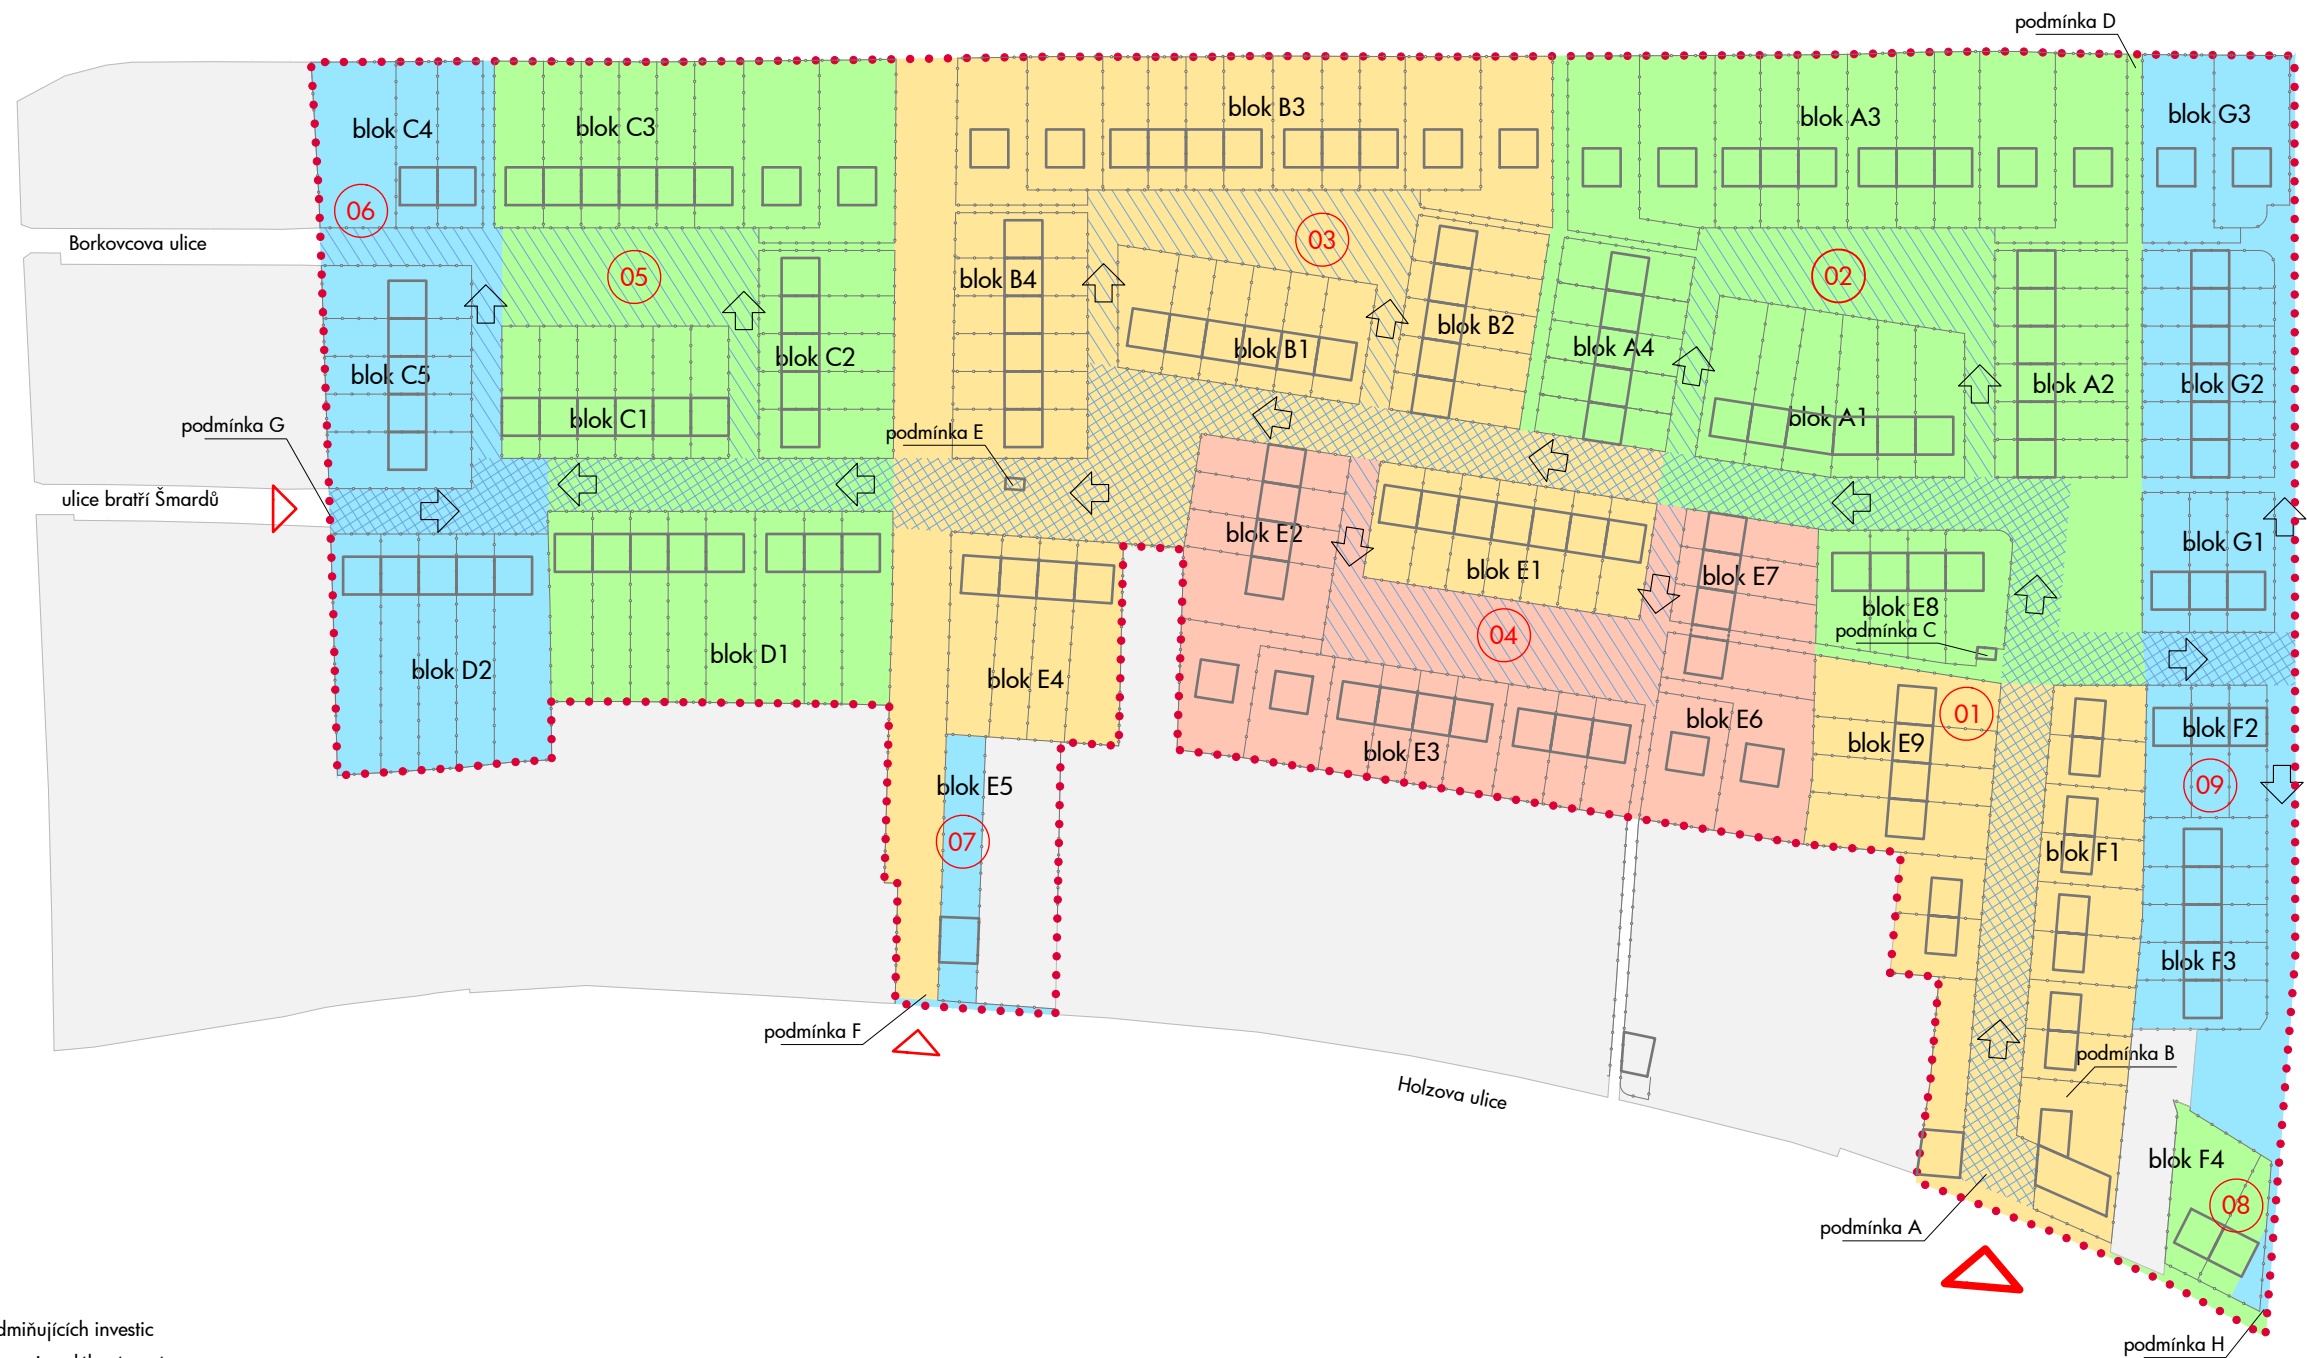 podmínka D
blok C4
blok C3
blok B3
blok A3
blok G3
06
Borkovcova ulice
05
03
02
blok B4
blok B2
blok B1
blok A4
blok C5
blok C2
blok C1
blok A1
blok A2
blok G2
podmínka G
podmínka E
ulice bratří Šmardů
blok E2
blok E1
blok E7
blok G1
blok E8
podmínka C
04
blok D2
blok D1
blok E4
blok E3
blok E6
01
blok E9
blok F2
blok E5
09
07
blok F1
blok F3
podmínka F
podmínka B
Holzova ulice
blok F4
08
podmínka A
dmiňujících investic
podmínka H